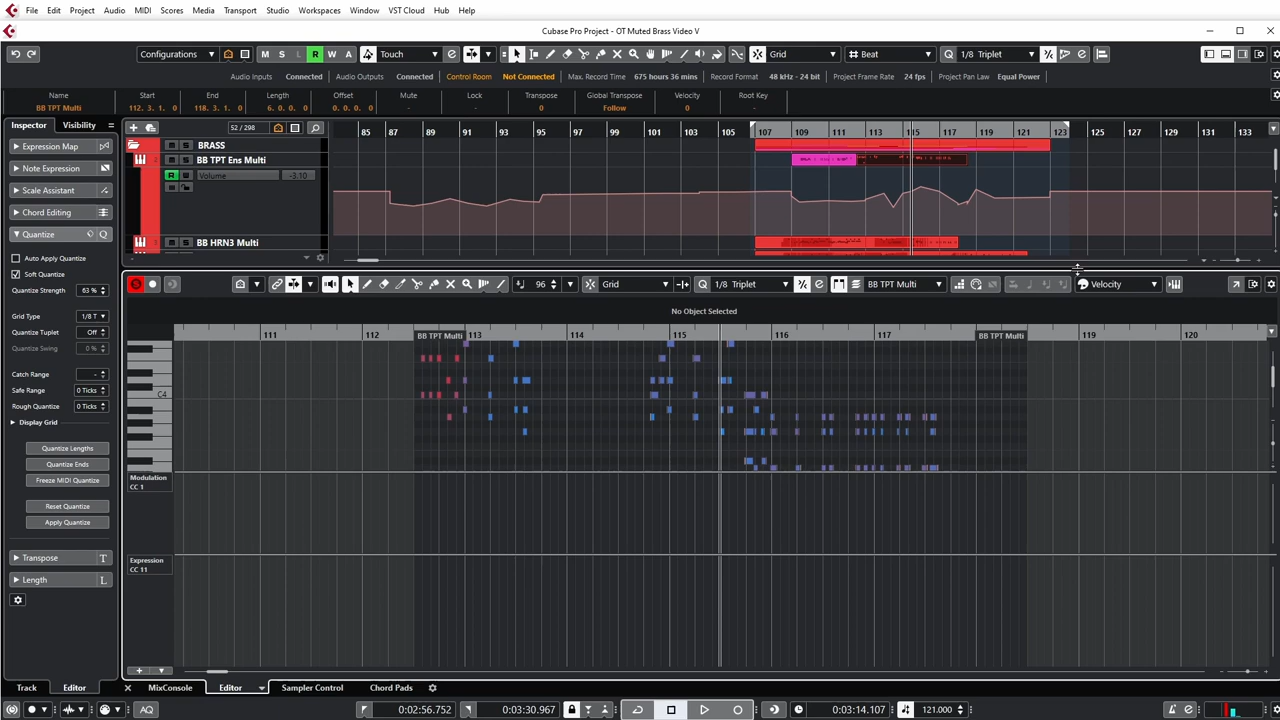 File Edit Project Audio MIDI Scores Media Transport Studio Workspaces Window VST Cloud Hub Help
Cubase Pro Project - OT Muted Brass Video V
Configurations M S L R W A Touch Grid Beat 1/8 Triplet
Audio Inputs Connected Audio Outputs Connected Control Room Not Connected Max. Record Time 675 hours 36 mins Record Format 48 kHz - 24 bit Project Frame Rate 24 fps Project Pan Law Equal Power
Name Start End Length Offset Mute Lock Transpose Global Transpose Velocity Root Key
BB TPT Multi 112. 3. 1. 0 118. 3. 1. 0 6. 0. 0. 0 0. 0. 0. 0 - - 0 Follow 0 -
Inspector Visibility 52 / 298
85 87 89 91 93 95 97 99 101 103 105 107 109 111 113 115 117 119 121 123 125 127 129 131 133
Expression Map
BRASS
BB TPT Ens Multi
Note Expression
Volume -3.10
Scale Assistant
Chord Editing
Quantize
BB HRN3 Multi
Auto Apply Quantize
Soft Quantize
Quantize Strength 63 %
96 Grid 1/8 Triplet BB TPT Multi Velocity
No Object Selected
Grid Type 1/8 T
Quantize Tuplet Off
111 112 113 114 115 116 117 119 120
BB TPT Multi BB TPT Multi
Quantize Swing 0 %
Catch Range -
Safe Range 0 Ticks
C4
Rough Quantize 0 Ticks
Display Grid
Quantize Lengths
Quantize Ends
Freeze MIDI Quantize
Modulation
CC 1
Reset Quantize
Apply Quantize
Transpose T
Expression
CC 11
Length L
Track Editor MixConsole Editor Sampler Control Chord Pads
AQ 0:02:56.752 0:03:30.967 0:03:14.107 121.000